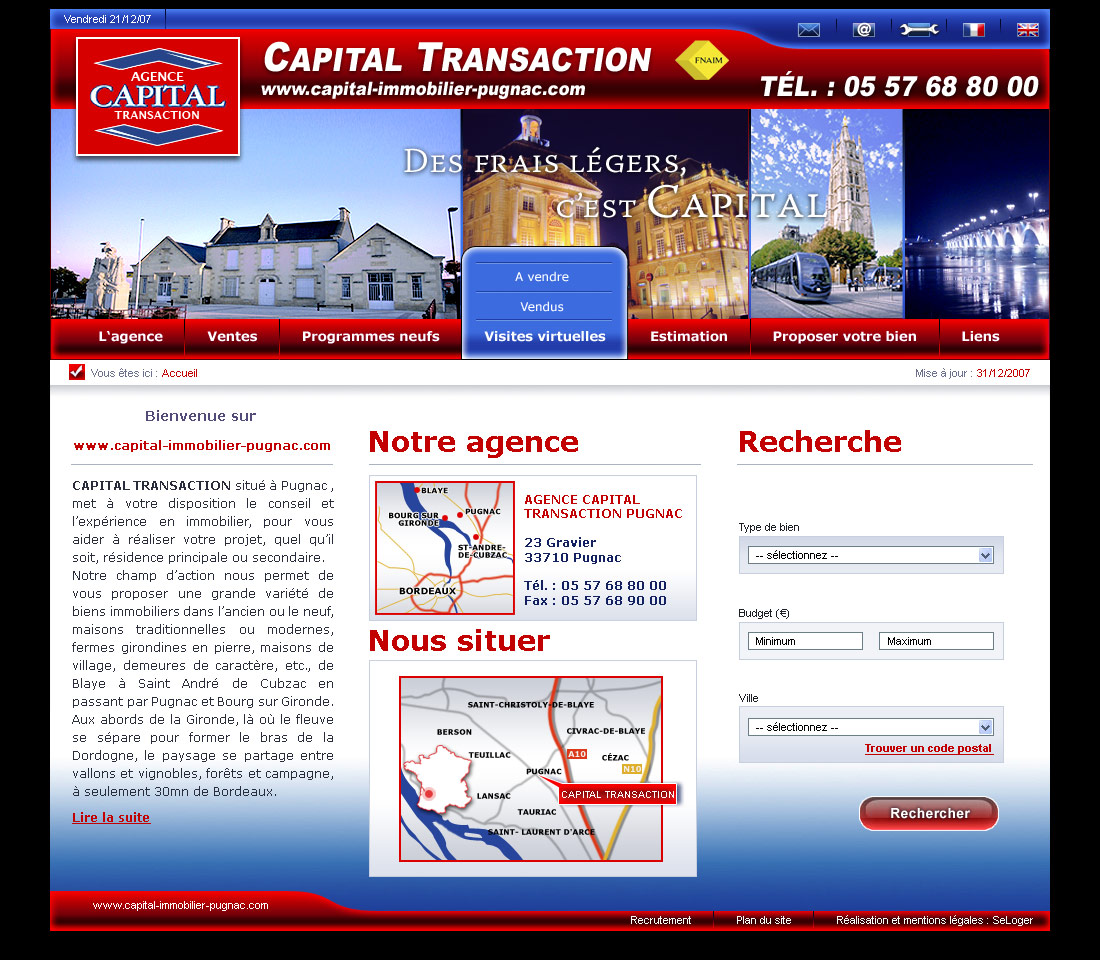 Vendredi 21/12/07
AGENCE
CAPITAL
TRANSACTION
CAPITAL TRANSACTION
www.capital-immobilier-pugnac.com
FNAIM
TÉL. : 05 57 68 80 00
DES FRAIS LÉGERS,
C'EST CAPITAL
A vendre
Vendus
L'agence
Ventes
Programmes neufs
Visites virtuelles
Estimation
Proposer votre bien
Liens
Vous êtes ici : Accueil
Mise à jour : 31/12/2007
Bienvenue sur
www.capital-immobilier-pugnac.com
CAPITAL TRANSACTION situé à Pugnac ,
met à votre disposition le conseil et
l'expérience en immobilier, pour vous
aider à réaliser votre projet, quel qu'il
soit, résidence principale ou secondaire.
Notre champ d'action nous permet de
vous proposer une grande variété de
biens immobiliers dans l'ancien ou le neuf,
maisons traditionnelles ou modernes,
fermes girondines en pierre, maisons de
village, demeures de caractère, etc., de
Blaye à Saint André de Cubzac en
passant par Pugnac et Bourg sur Gironde.
Aux abords de la Gironde, là où le fleuve
se sépare pour former le bras de la
Dordogne, le paysage se partage entre
vallons et vignobles, forêts et campagne,
à seulement 30mn de Bordeaux.
Lire la suite
Notre agence
BLAYE
BOURG SUR
GIRONDE
PUGNAC
ST-ANDRE-
DE-CUBZAC
BORDEAUX
AGENCE CAPITAL
TRANSACTION PUGNAC
23 Gravier
33710 Pugnac
Tél. : 05 57 68 80 00
Fax : 05 57 68 90 00
Nous situer
SAINT-CHRISTOLY-DE-BLAYE
BERSON
CIVRAC-DE-BLAYE
TEUILLAC
A10
CÉZAC
PUGNAC
N10
LANSAC
CAPITAL TRANSACTION
TAURIAC
SAINT- LAURENT D'ARCE
Recherche
Type de bien
-- sélectionnez --
Budget (€)
Minimum
Maximum
Ville
-- sélectionnez --
Trouver un code postal
Rechercher
www.capital-immobilier-pugnac.com
Recrutement
Plan du site
Réalisation et mentions légales : SeLoger